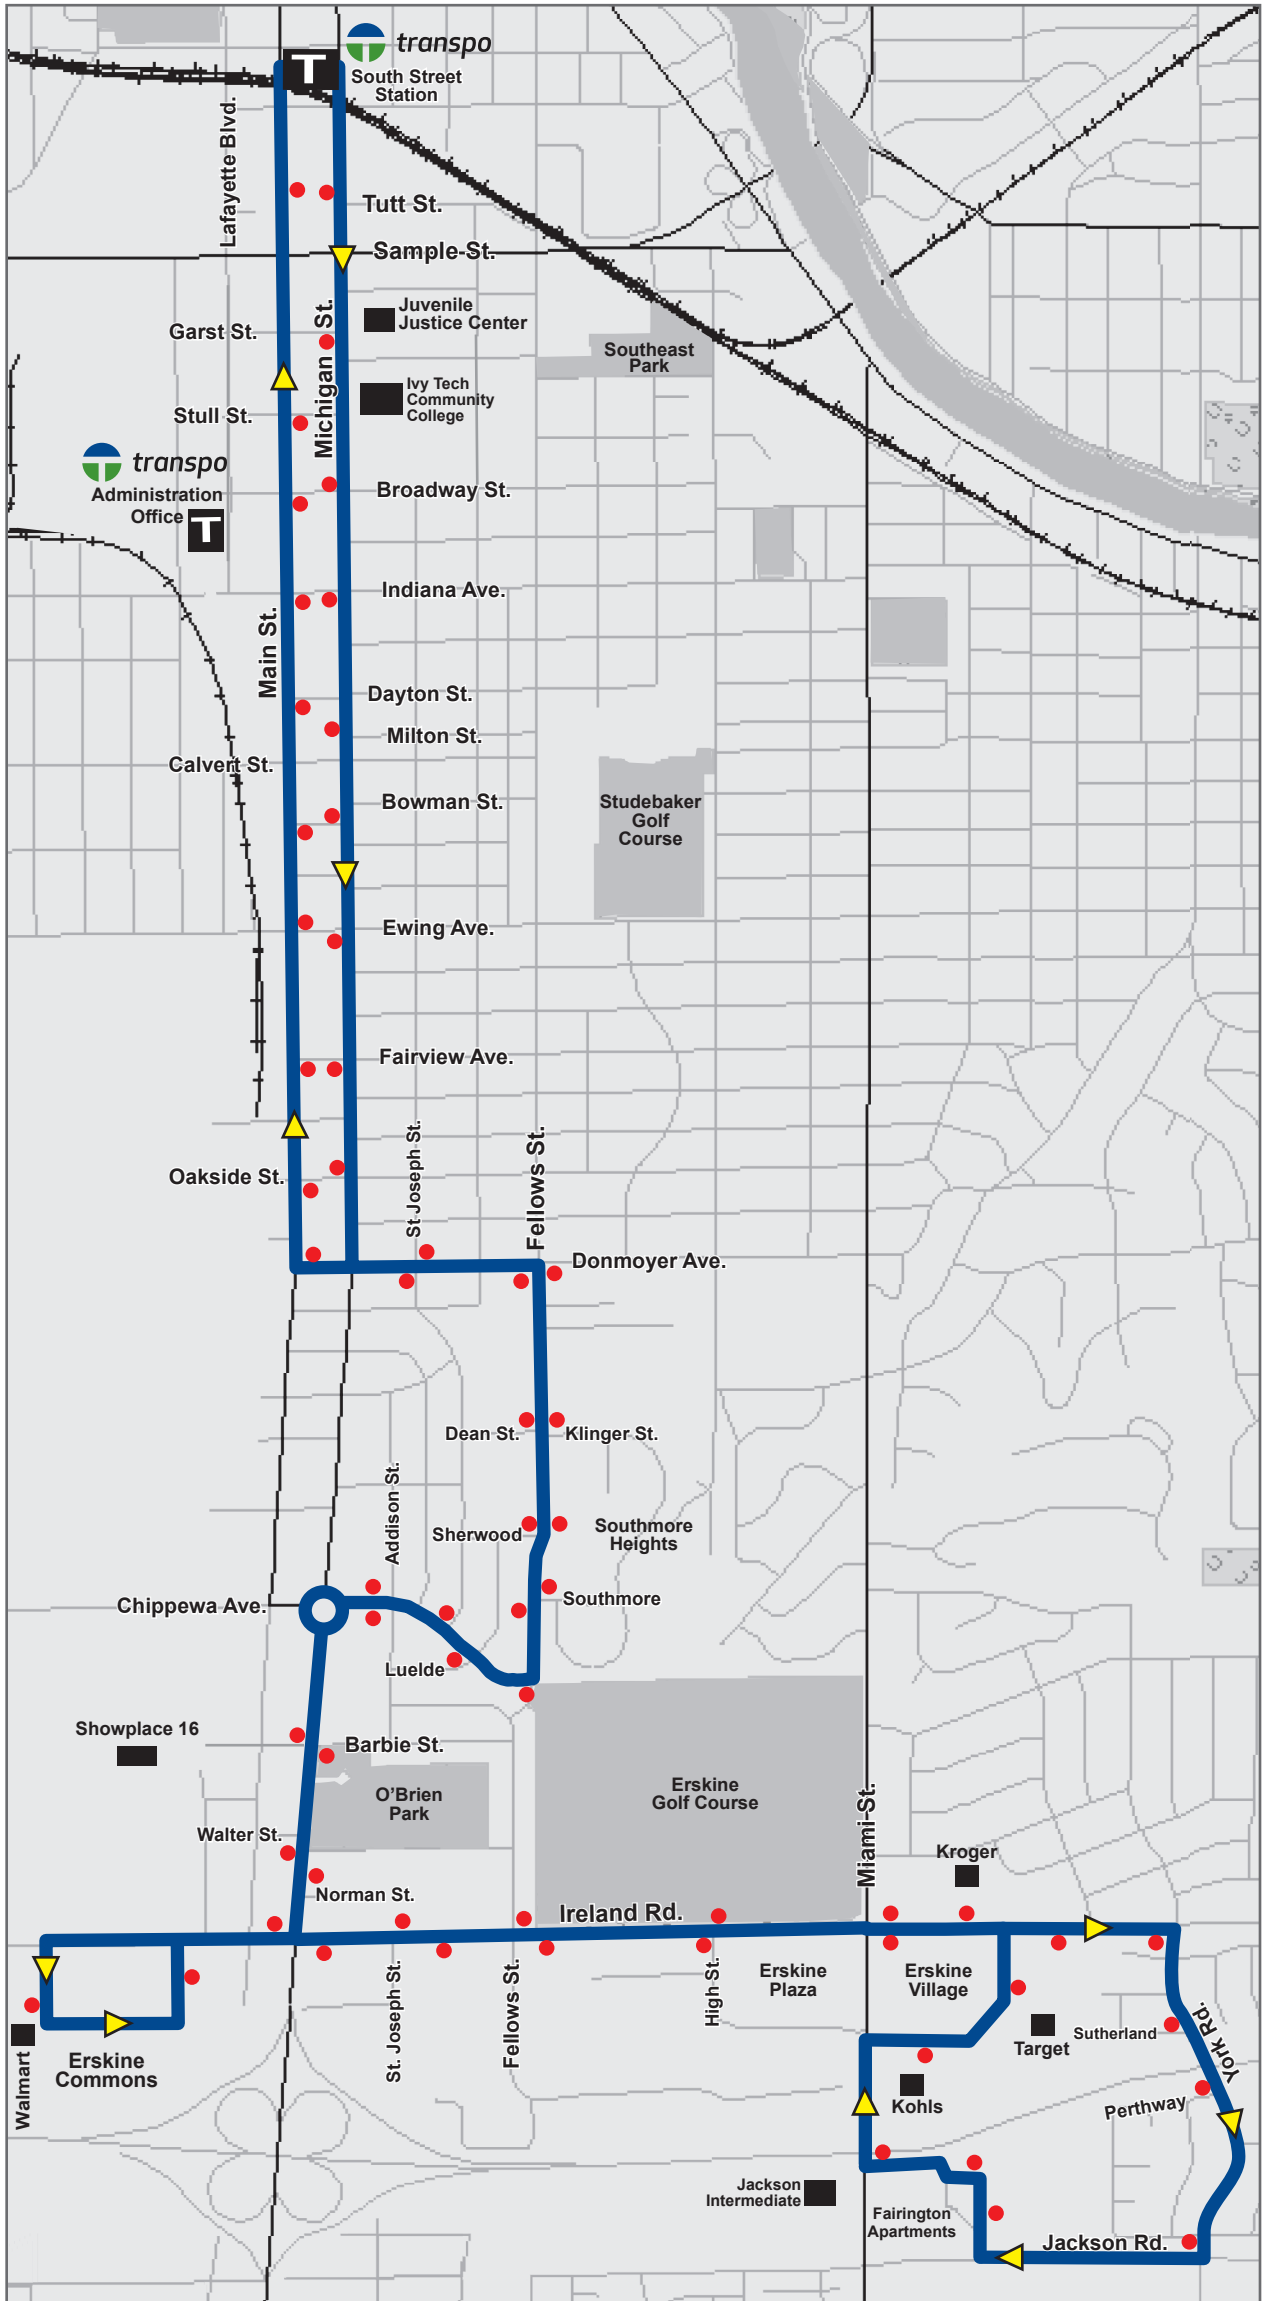 transpo
South Street
Station
T
Lafayette Blvd.
Tutt St.
Sample St.
Juvenile
Justice Center
Garst St.
Michigan St.
Southeast
Park
Ivy Tech
Community
College
Stull St.
transpo
Administration
Office
T
Broadway St.
Indiana Ave.
Main St.
Dayton St.
Milton St.
Calvert St.
Bowman St.
Studebaker
Golf
Course
Ewing Ave.
Fairview Ave.
St Joseph St.
Fellows St.
Oakside St.
Donmoyer Ave.
Dean St.
Klinger St.
Addison St.
Sherwood
Southmore
Heights
Chippewa Ave.
Southmore
Luelde
Showplace 16
Barbie St.
O'Brien
Park
Erskine
Golf Course
Miami St.
Walter St.
Kroger
Norman St.
Ireland Rd.
St. Joseph St.
Fellows St.
High St.
Erskine
Plaza
Erskine
Village
Target
Sutherland
York Rd.
Walmart
Erskine
Commons
Kohls
Perthway
Jackson
Intermediate
Fairington
Apartments
Jackson Rd.